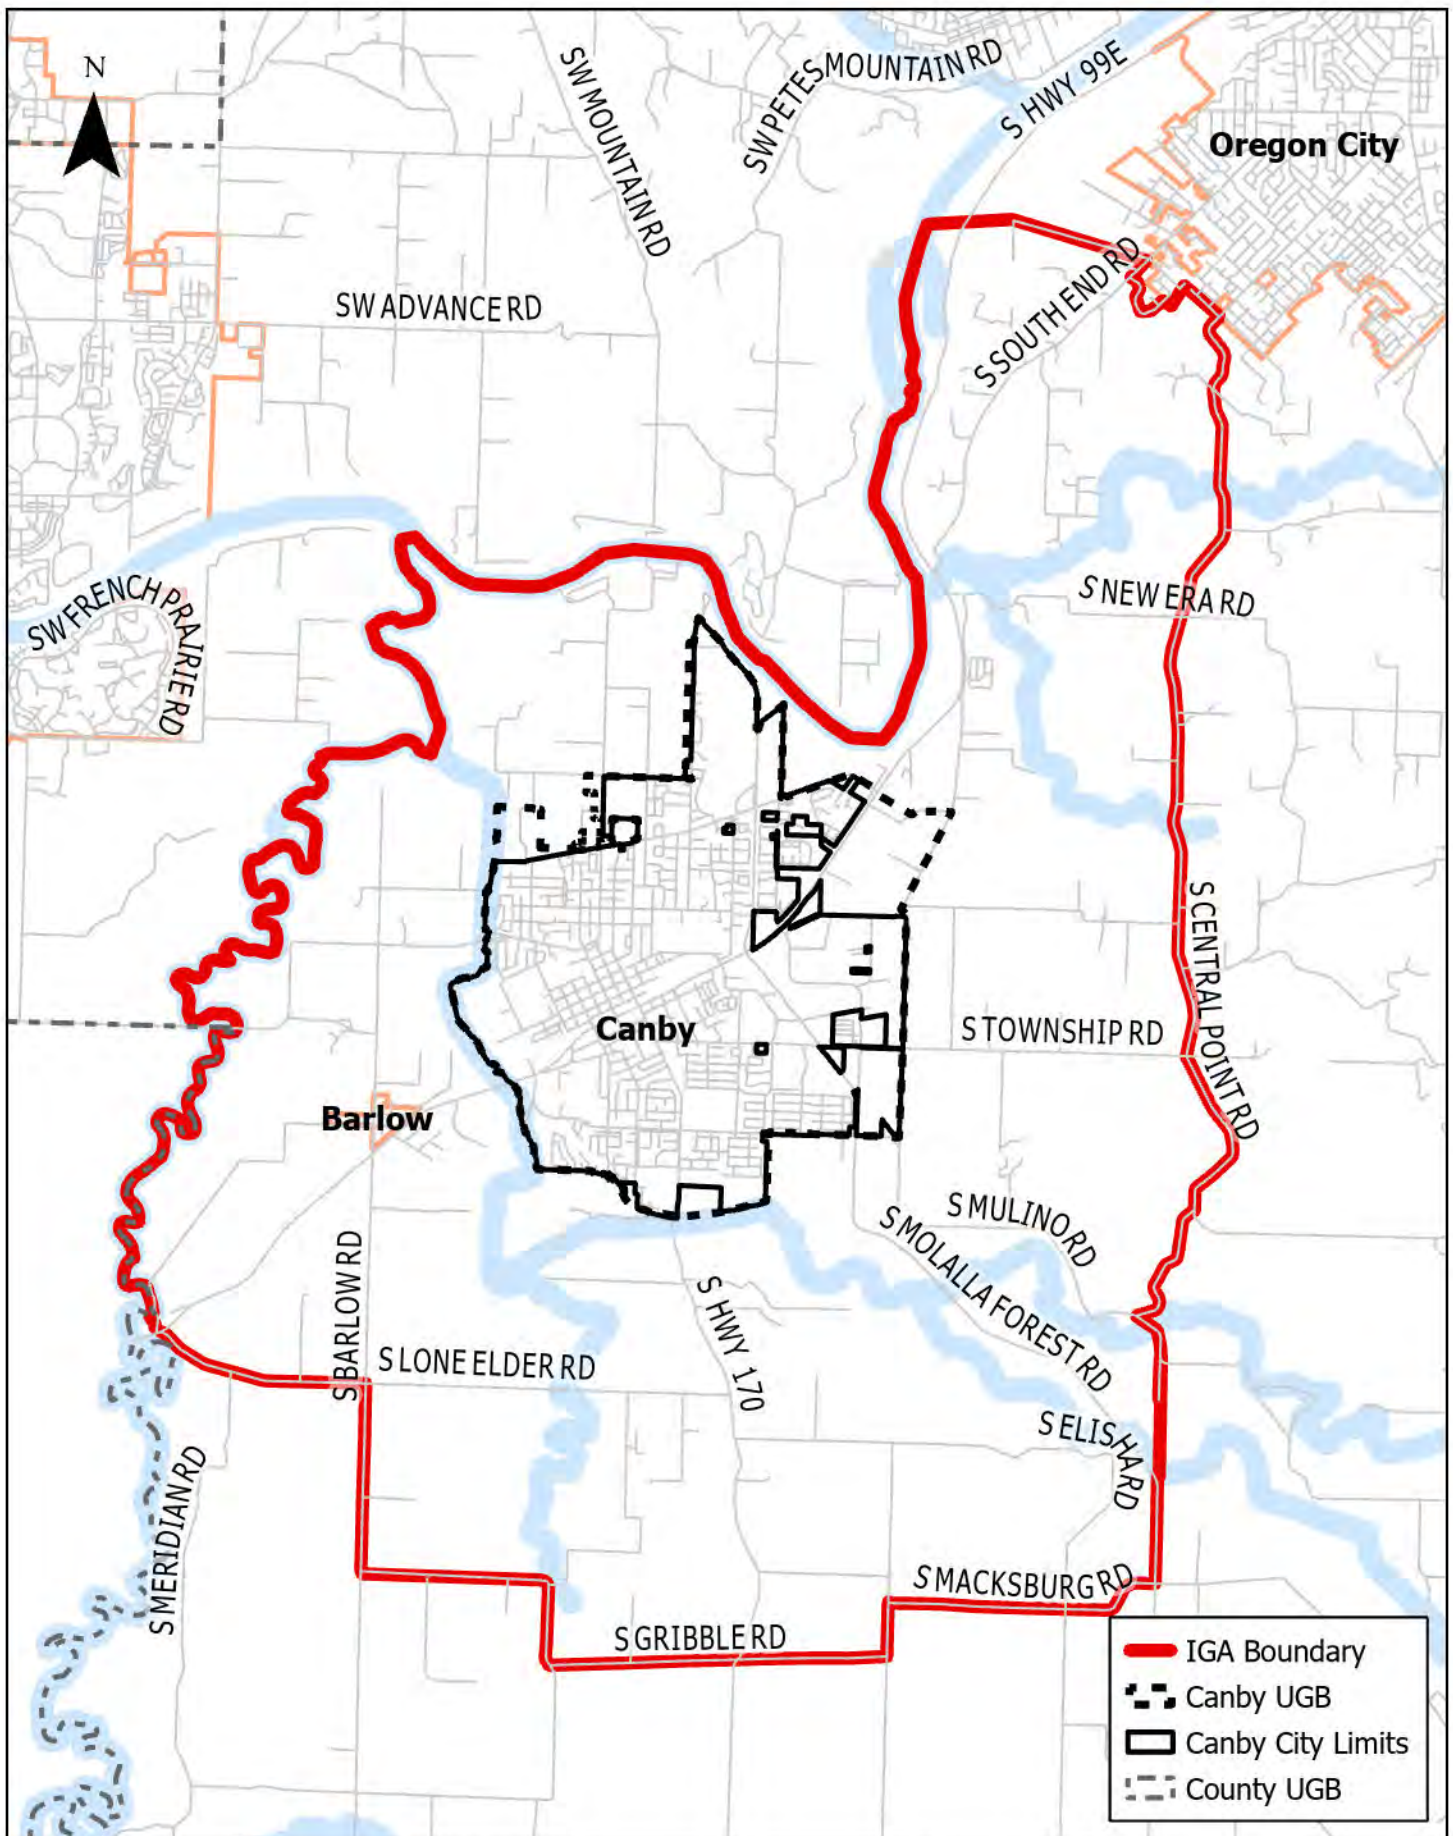 N
SW MOUNTAIN RD
SW PETES MOUNTAIN RD
S HWY 99E
Oregon City
SW ADVANCE RD
S SOUTH END RD
SW FRENCH PRAIRIE RD
S NEW ERA RD
S CENTRAL POINT RD
Canby
S TOWNSHIP RD
Barlow
S MULINO RD
S MOLALLA FOREST RD
S BARLOW RD
S HWY 170
S LONE ELDER RD
S ELISHA RD
S MERIDIAN RD
S MACKSBURG RD
S GRIBBLE RD
IGA Boundary
Canby UGB
Canby City Limits
County UGB